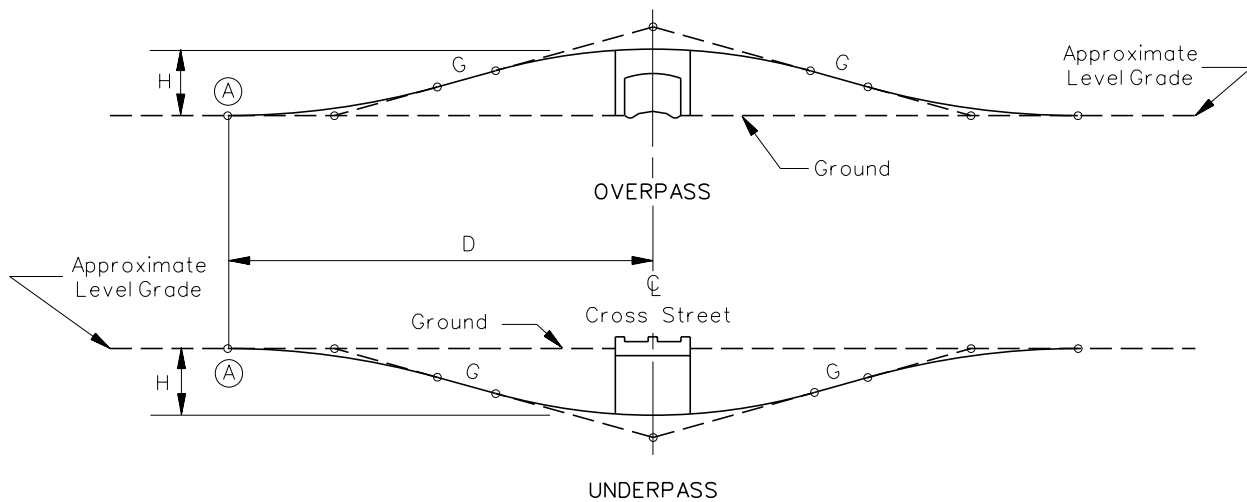 Approximate
Level Grade
H
A
G
G
Ground
OVERPASS
D
Approximate
Level Grade
℄
Cross Street
Ground
H
A
G
G
UNDERPASS